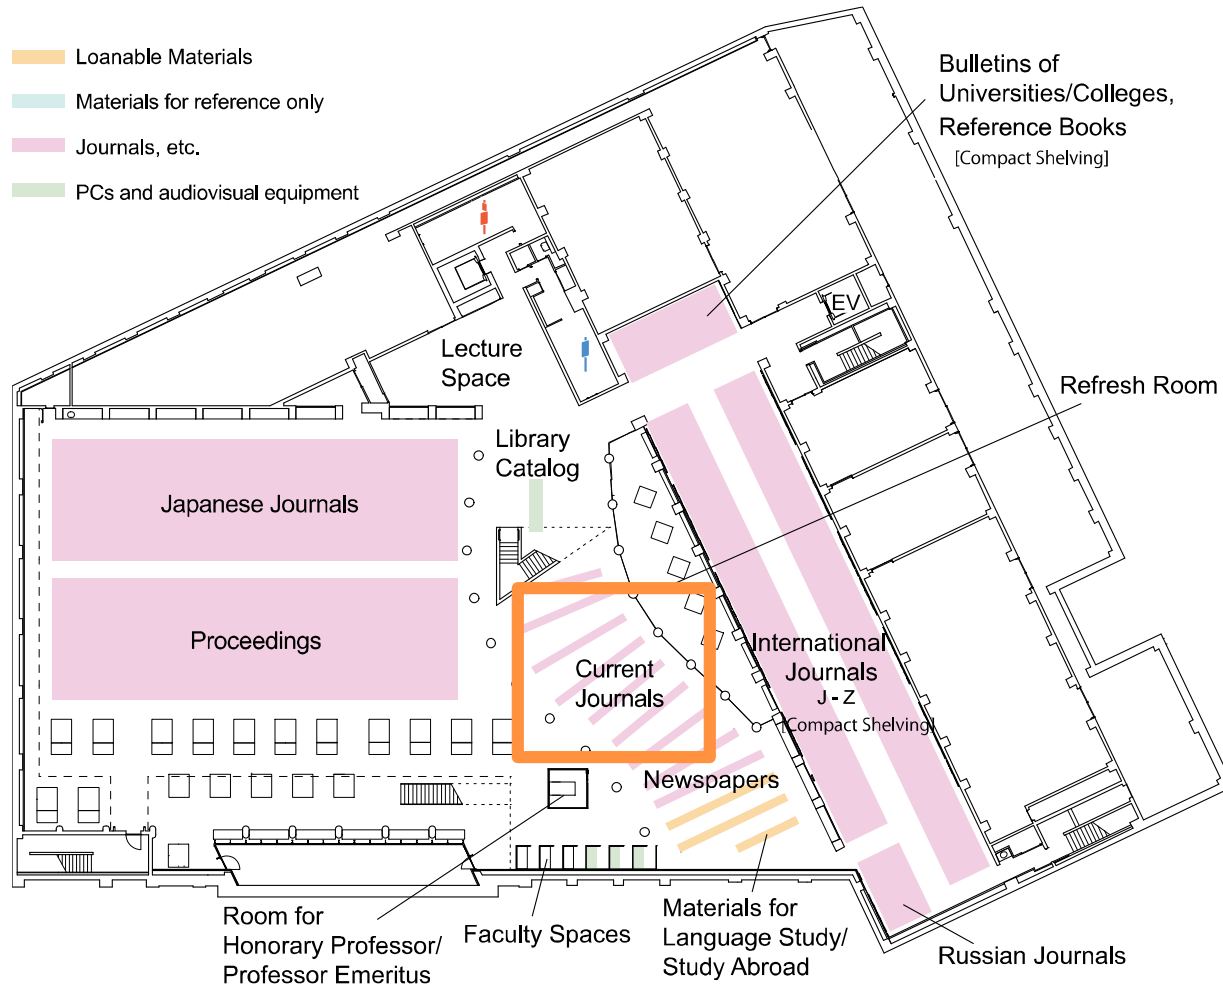 Loanable Materials
Materials for reference only
Journals, etc.
PCs and audiovisual equipment
Bulletins of
Universities/Colleges,
Reference Books
[Compact Shelving]
EV
Lecture
Space
Refresh Room
Library
Catalog
Japanese Journals
Proceedings
Current
Journals
International
Journals
J - Z
[Compact Shelving]
Newspapers
Room for
Honorary Professor/
Professor Emeritus
Faculty Spaces
Materials for
Language Study/
Study Abroad
Russian Journals